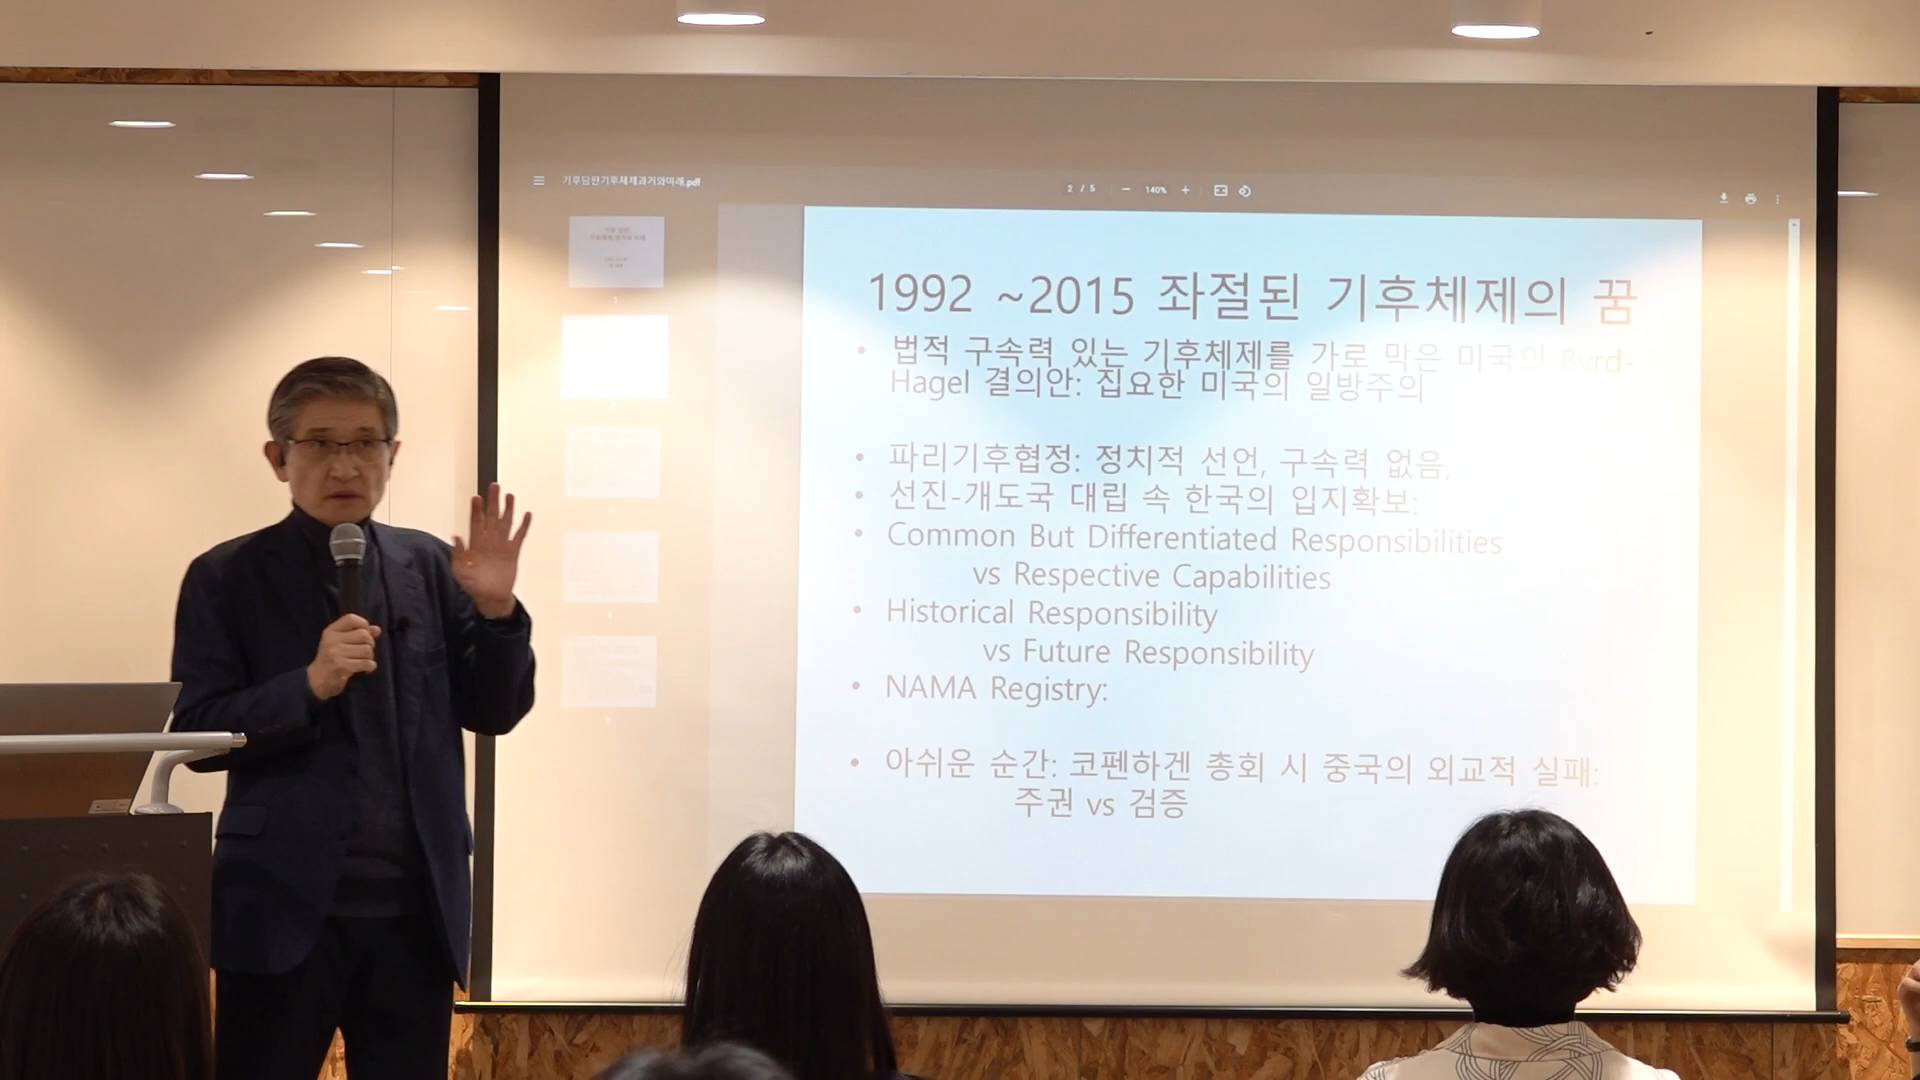 기후담판기후체제과거와미래.pdf
2 / 5
140%
1992 ~2015 좌절된 기후체제의 꿈
• 법적 구속력 있는 기후체제를 가로 막은 미국의 Byrd-
Hagel 결의안: 집요한 미국의 일방주의
• 파리기후협정: 정치적 선언, 구속력 없음,
• 선진-개도국 대립 속 한국의 입지확보:
• Common But Differentiated Responsibilities
vs Respective Capabilities
• Historical Responsibility
vs Future Responsibility
• NAMA Registry:
• 아쉬운 순간: 코펜하겐 총회 시 중국의 외교적 실패:
주권 vs 검증